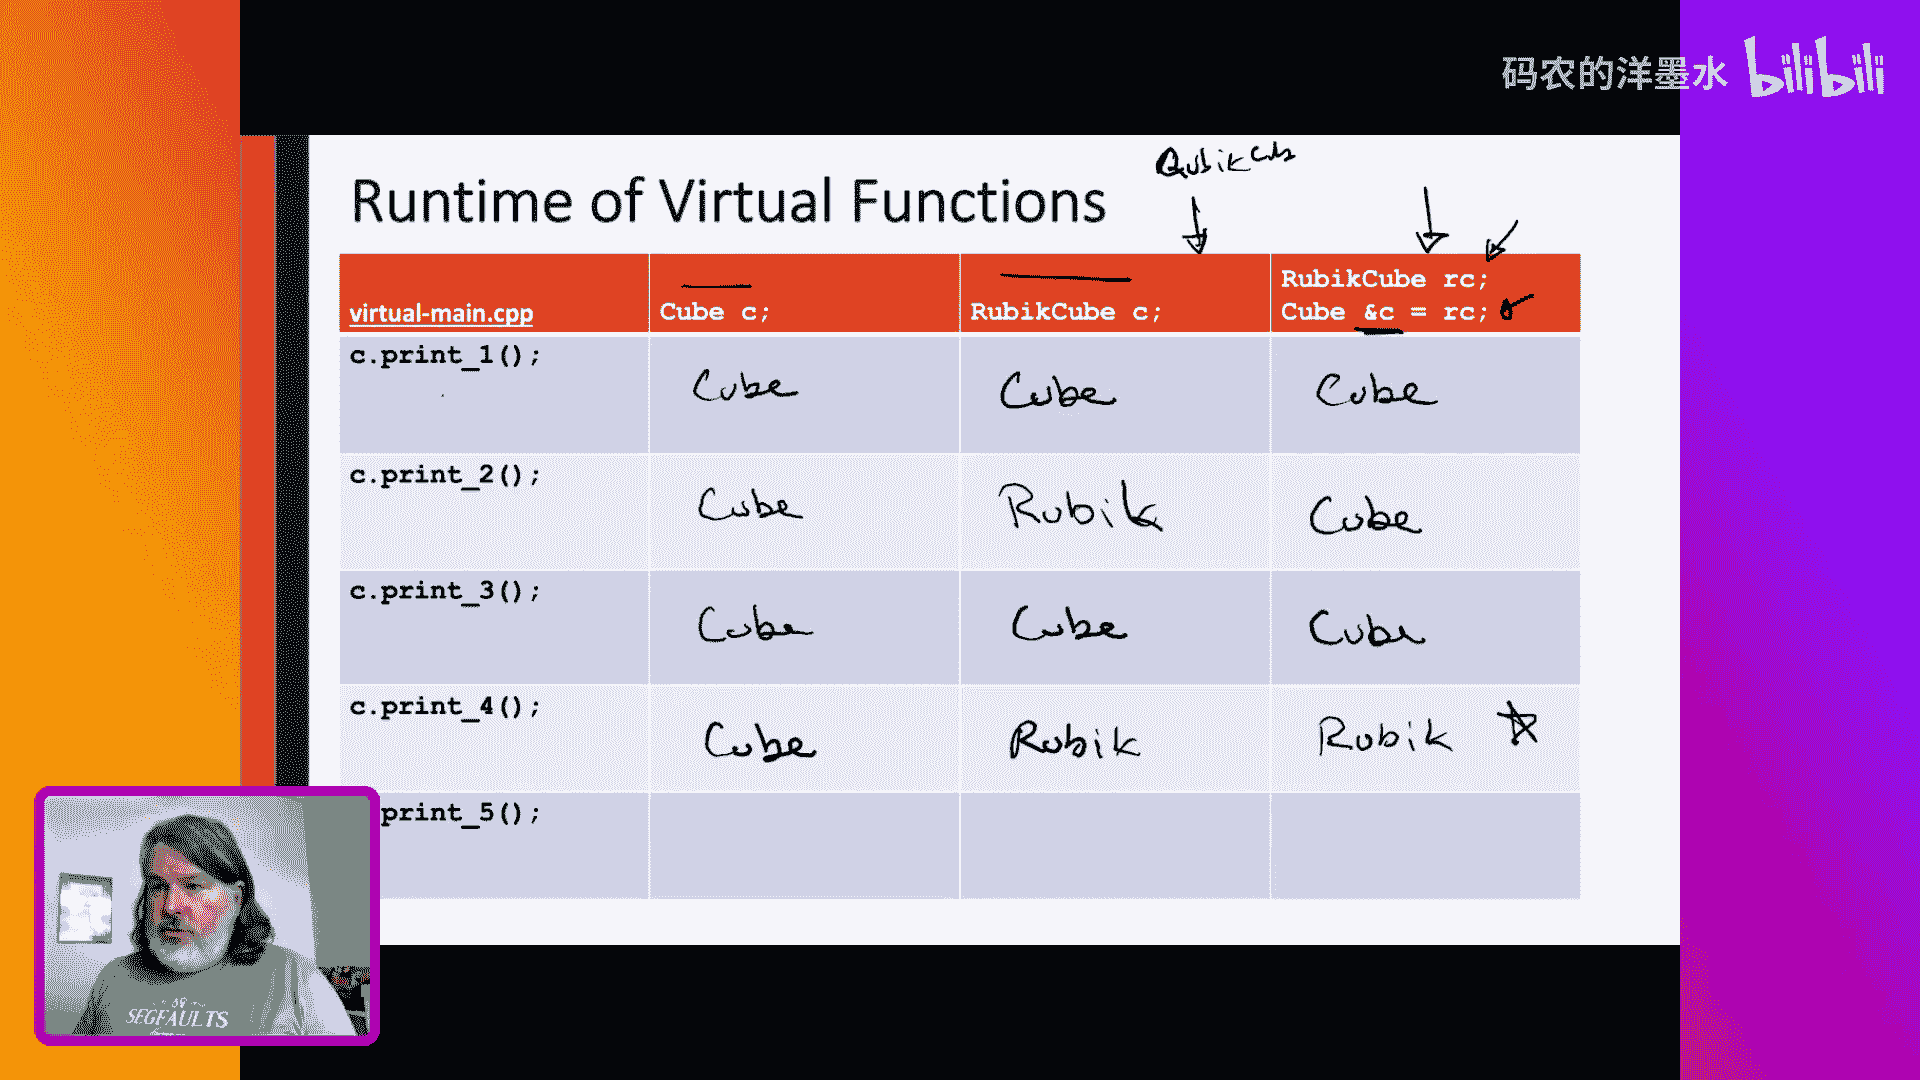 码农的洋墨水 bilibili
Runtime of Virtual Functions
virtual-main.cpp
Cube c;
RubikCube c;
RubikCube rc;
Cube &c = rc;
c.print_1();
Cube
Cube
Cube
c.print_2();
Cube
Rubik
Cube
c.print_3();
Cube
Cube
Cube
c.print_4();
Cube
Rubik
Rubik
print_5();
SEGFAULTS